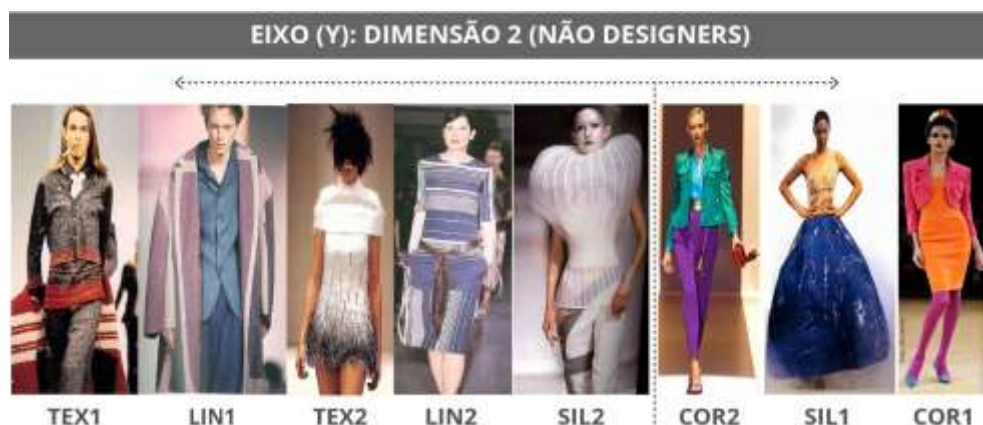 EIXO (Y): DIMENSÃO 2 (NÃO DESIGNERS)
TEX1 LIN1 TEX2 LIN2 SIL2 COR2 SIL1 COR1